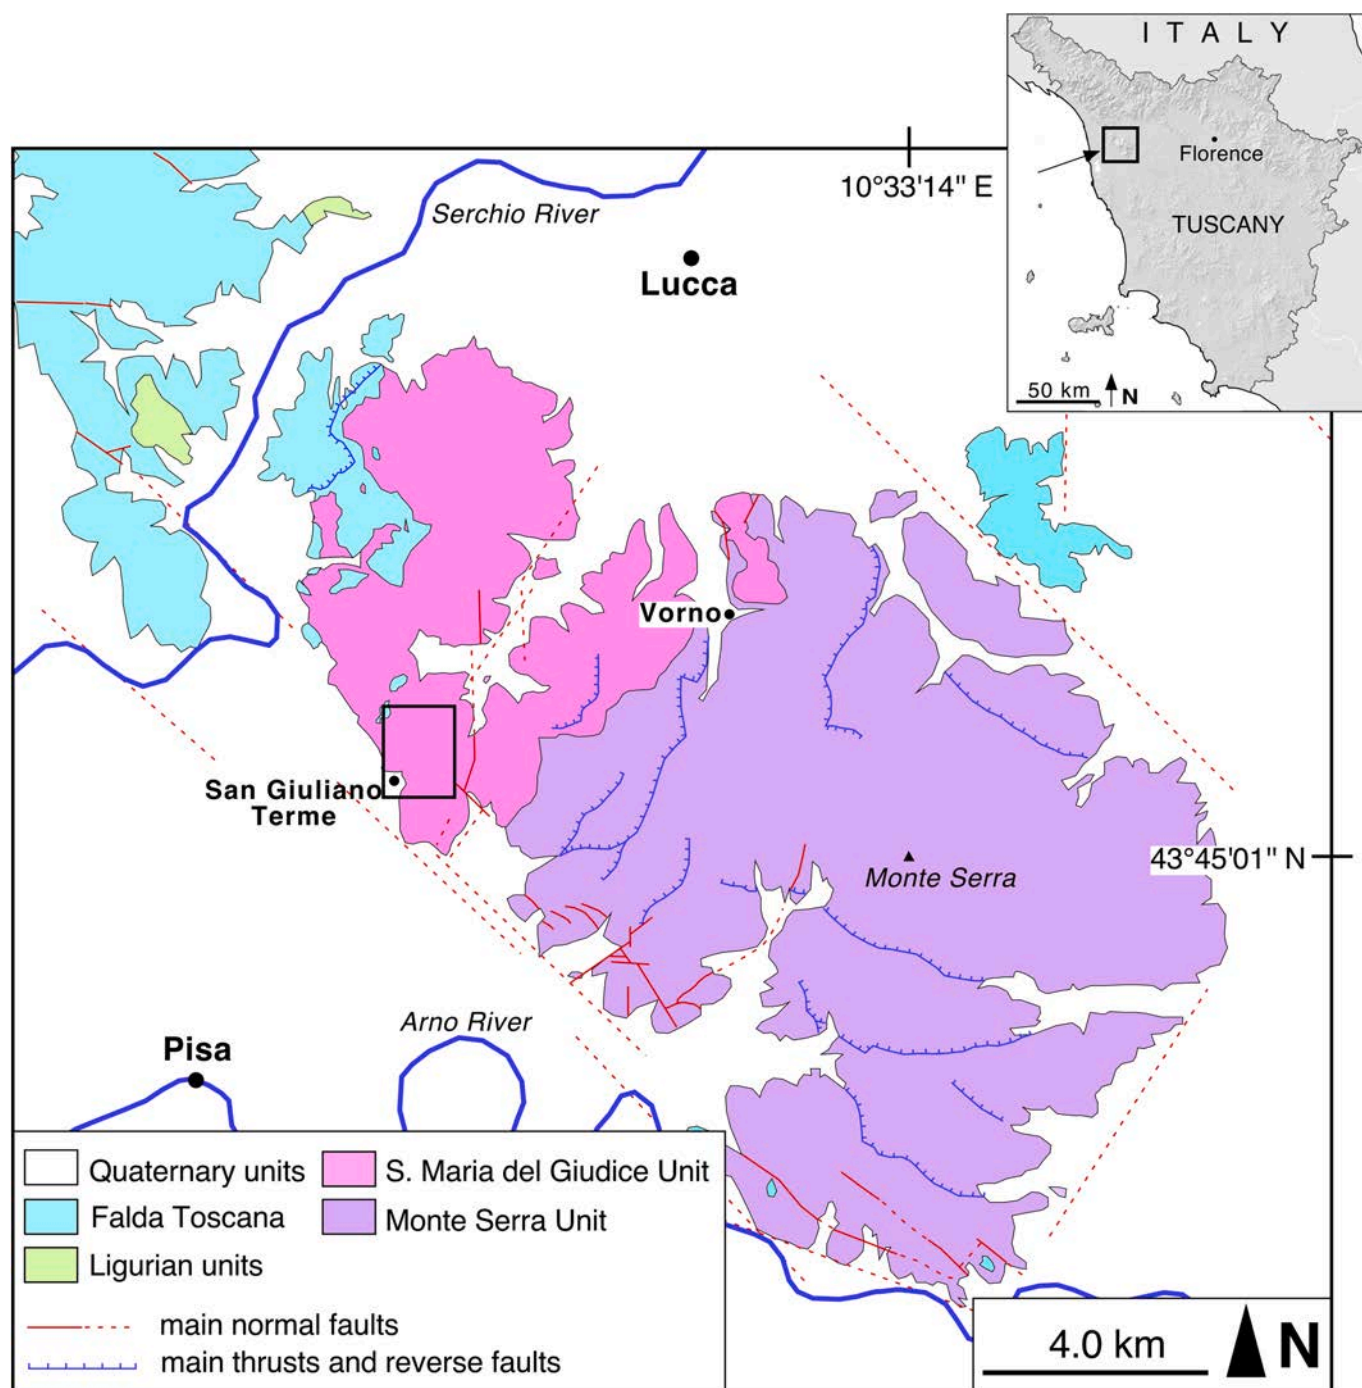 I T A L Y
Florence
TUSCANY
50 km
N
10°33'14" E
Serchio River
Lucca
Vorno
San Giuliano
Terme
43°45'01" N
Monte Serra
Arno River
Pisa
Quaternary units
S. Maria del Giudice Unit
Falda Toscana
Monte Serra Unit
Ligurian units
main normal faults
main thrusts and reverse faults
4.0 km
N